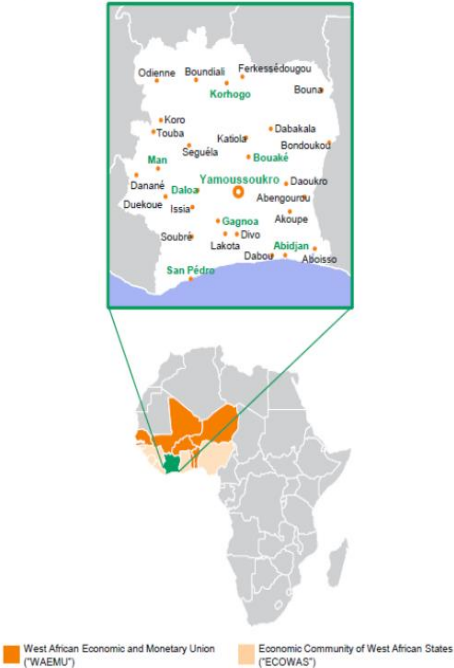 Odienne
Boundiali
Ferkessédougou
Korhogo
Bouna
Koro
Touba
Dabakala
Katiola
Bondoukou
Seguéla
Man
Bouaké
Danané
Daloa
Yamoussoukro
Daoukro
Duekoue
Abengourou
Issia
Akoupe
Gagnoa
Soubré
Lakota
Divo
Abidjan
Dabou
Aboisso
San Pédro
West African Economic and Monetary Union
("WAEMU")
Economic Community of West African States
("ECOWAS")